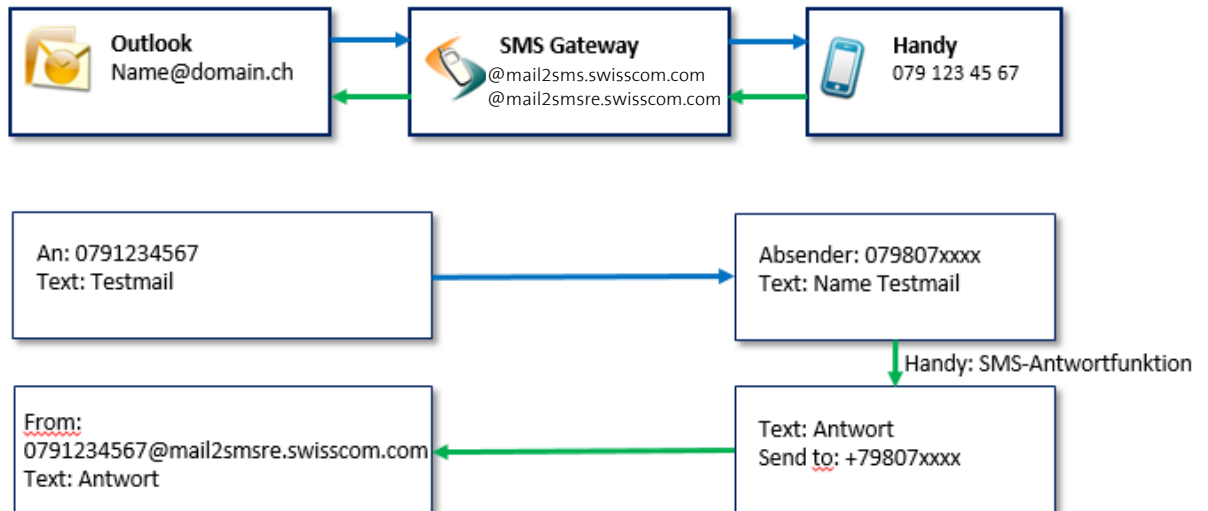 Outlook
Name@domain.ch
SMS Gateway
@mail2sms.swisscom.com
@mail2smsre.swisscom.com
Handy
079 123 45 67
An: 0791234567
Text: Testmail
Absender: 079807xxxx
Text: Name Testmail
Handy: SMS-Antwortfunktion
From:
0791234567@mail2smsre.swisscom.com
Text: Antwort
Text: Antwort
Send to: +79807xxxx